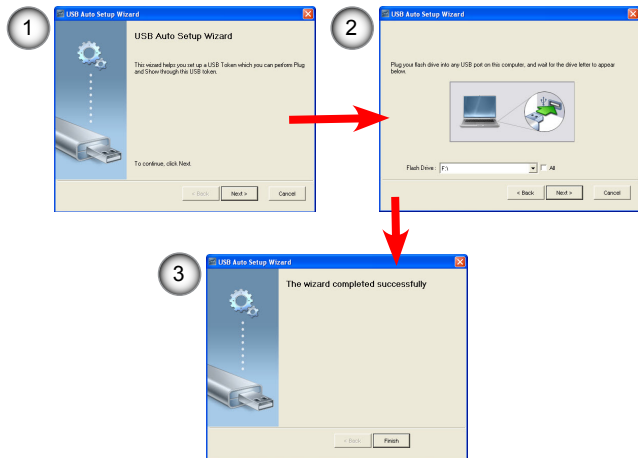 1
USB Auto Setup Wizard
USB Auto Setup Wizard
This wizard helps you set up a USB Token which you can perform Plug
and Show through this USB token.
To continue, click Next.
< Back
Next >
Cancel
2
USB Auto Setup Wizard
Plug your flash drive into any USB port on this computer, and wait for the drive letter to appear
below.
Flash Drive : F:\ All
< Back
Next >
Cancel
3
USB Auto Setup Wizard
The wizard completed successfully
< Back
Finish